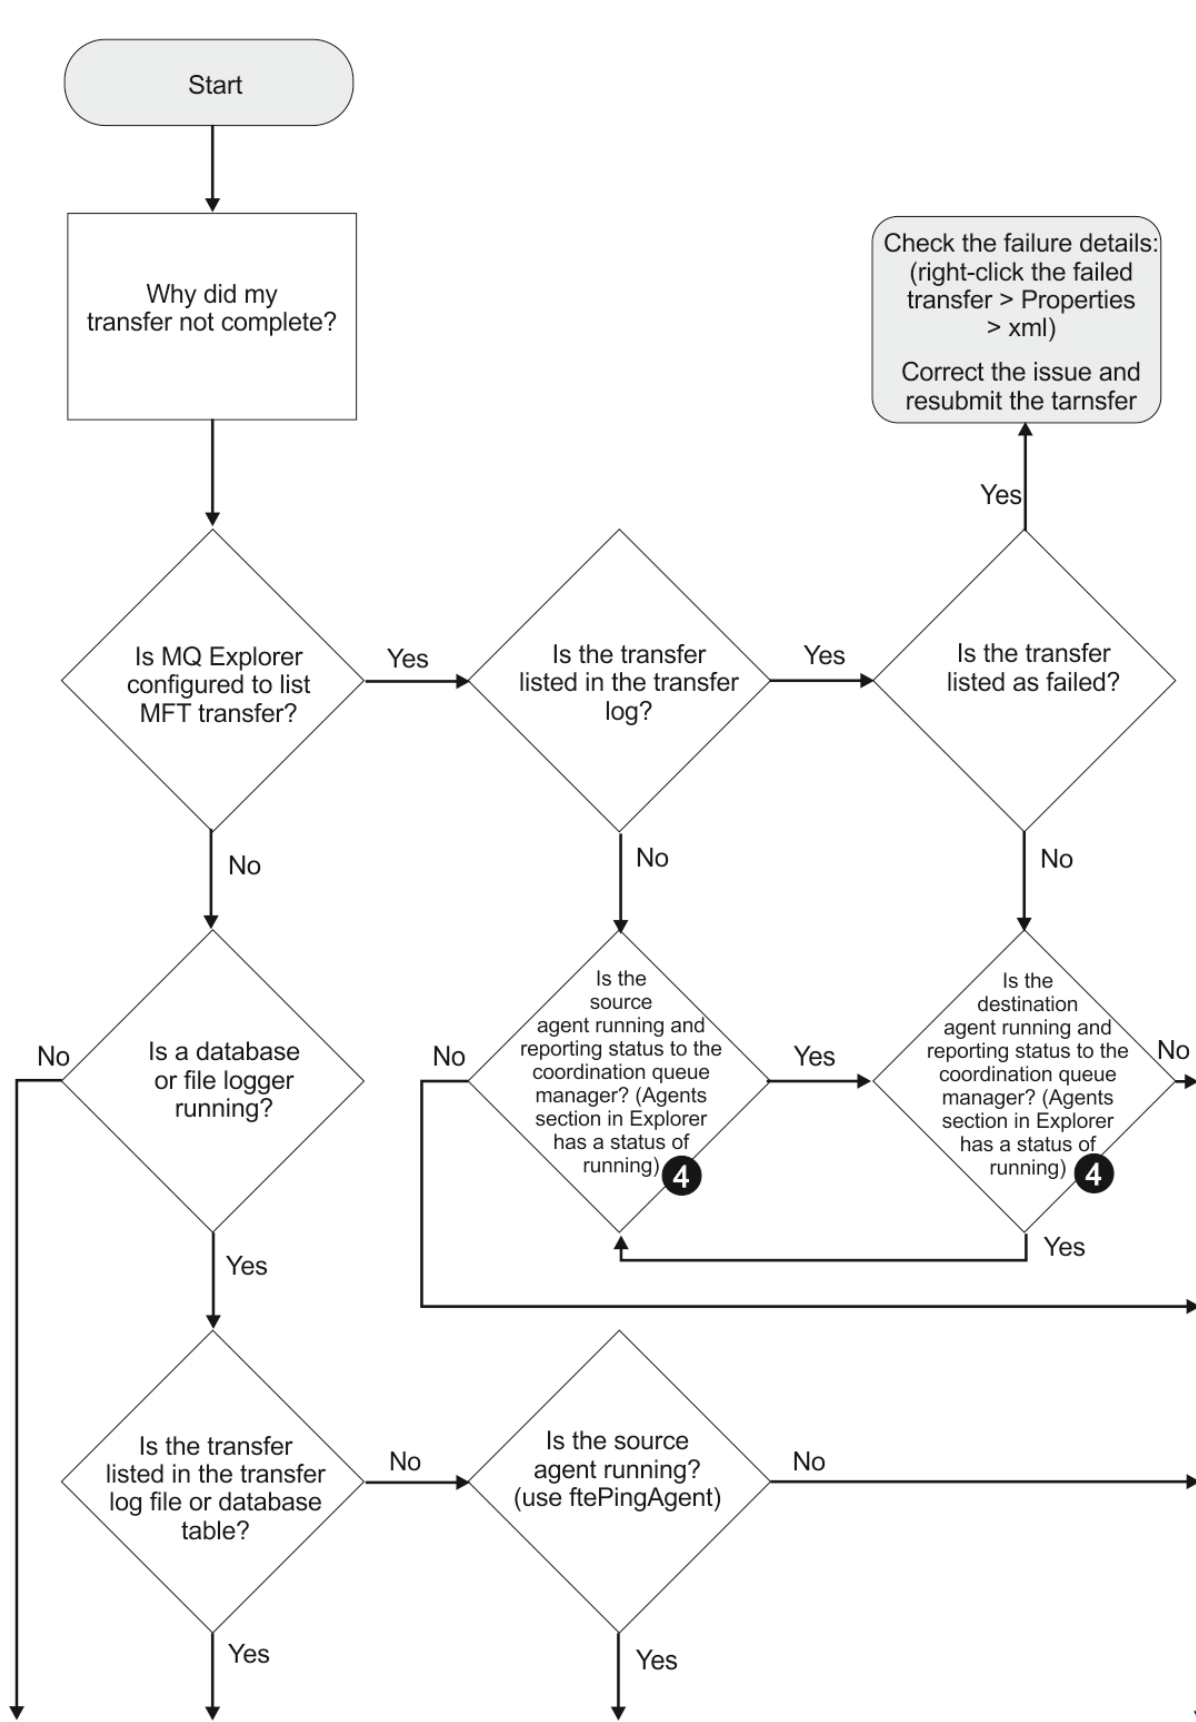 Start
Why did my
transfer not complete?
Check the failure details:
(right-click the failed
transfer > Properties
> xml)
Correct the issue and
resubmit the tarnsfer
Yes
Is MQ Explorer
configured to list
MFT transfer?
Yes
Is the transfer
listed in the transfer
log?
Yes
Is the transfer
listed as failed?
No
No
No
No
Is a database
or file logger
running?
No
Is the
source
agent running and
reporting status to the
coordination queue
manager? (Agents
section in Explorer
has a status of
running)
4
Yes
Is the
destination
agent running and
reporting status to the
coordination queue
manager? (Agents
section in Explorer
has a status of
running)
4
No
Yes
Yes
Is the transfer
listed in the transfer
log file or database
table?
No
Is the source
agent running?
(use ftePingAgent)
No
Yes
Yes